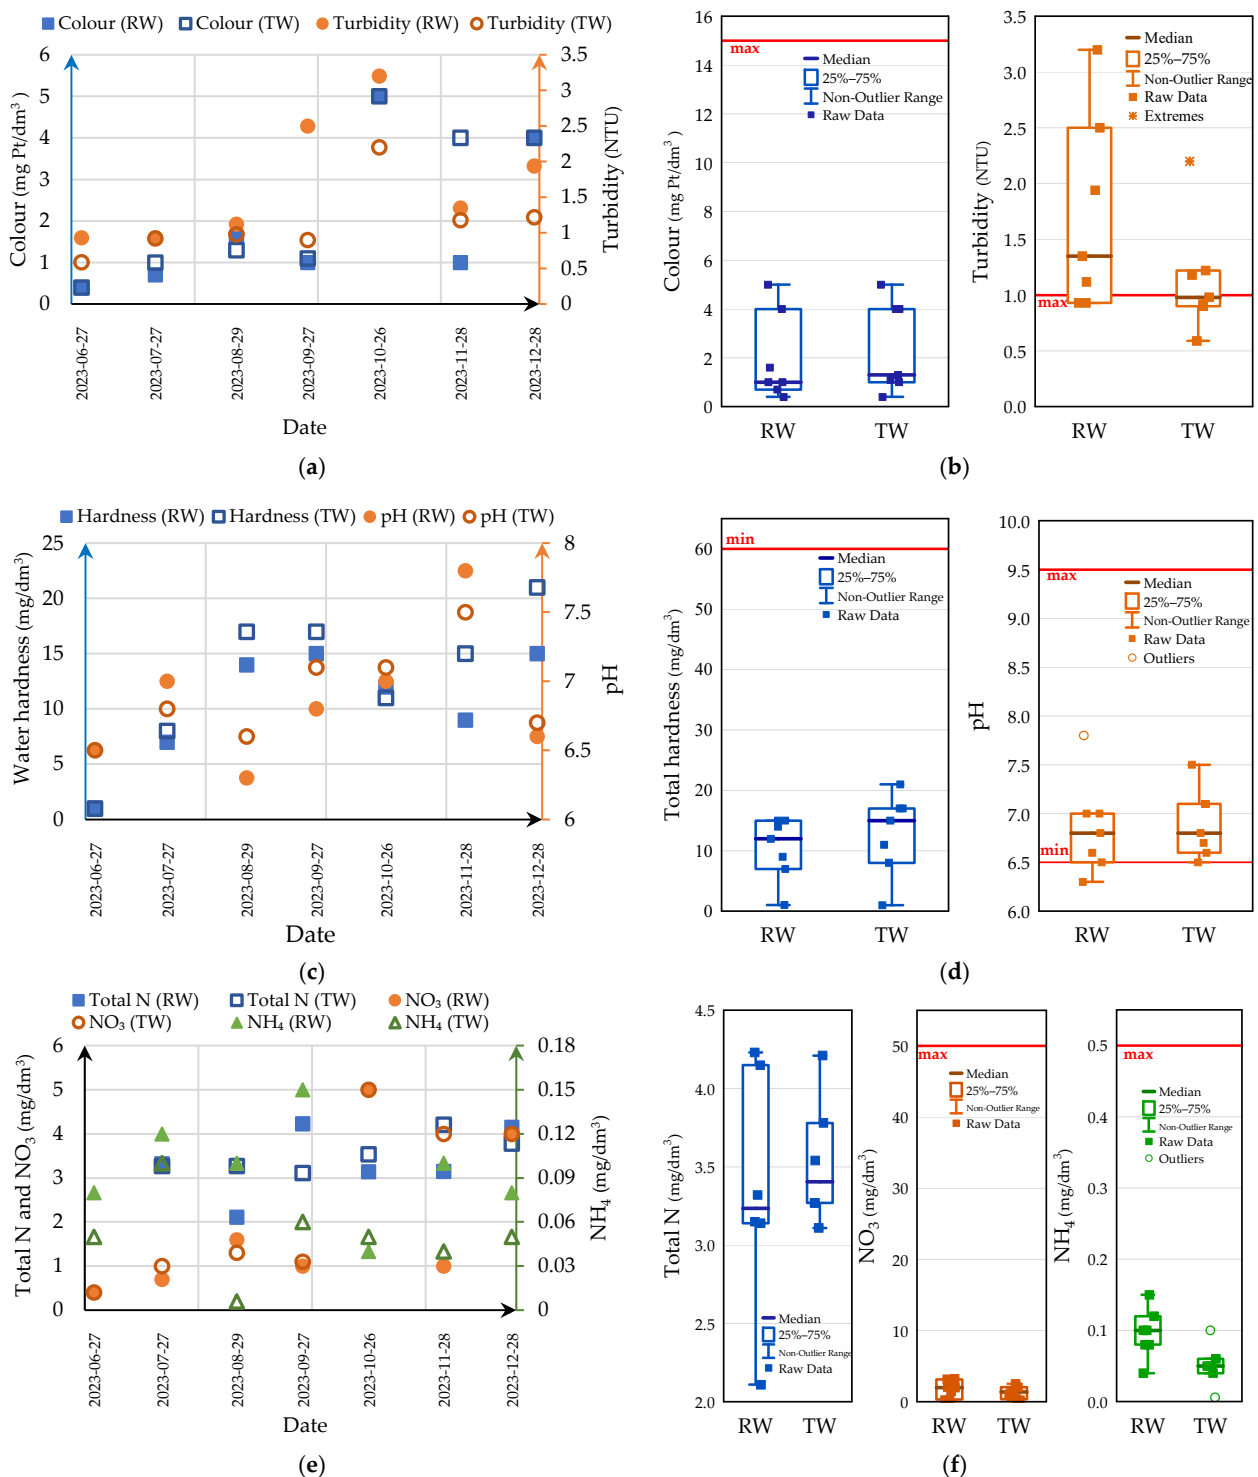 Colour (RW) Colour (TW) Turbidity (RW) Turbidity (TW)
Colour (mg Pt/dm³)
6
5
4
3
2
1
0
3.5
3
2.5
2
1.5
1
0.5
0
Turbidity (NTU)
2023-06-27
2023-07-27
2023-08-29
2023-09-27
2023-10-26
2023-11-28
2023-12-28
Date
(a)
Colour (mg Pt/dm³)
16
14
12
10
8
6
4
2
0
max
Median
25%–75%
Non-Outlier Range
Raw Data
RW TW
Turbidity (NTU)
3.5
3.0
2.5
2.0
1.5
1.0
0.5
0.0
Median
25%–75%
Non-Outlier Range
Raw Data
Extremes
max
RW TW
(b)
Hardness (RW) Hardness (TW) pH (RW) pH (TW)
Water hardness (mg/dm³)
25
20
15
10
5
0
8
7.5
7
6.5
6
pH
2023-06-27
2023-07-27
2023-08-29
2023-09-27
2023-10-26
2023-11-28
2023-12-28
Date
(c)
Total hardness (mg/dm³)
60
50
40
30
20
10
0
min
Median
25%–75%
Non-Outlier Range
Raw Data
RW TW
pH
10.0
9.5
9.0
8.5
8.0
7.5
7.0
6.5
6.0
max
Median
25%–75%
Non-Outlier Range
Raw Data
Outliers
min
RW TW
(d)
Total N (RW) Total N (TW) NO₃ (RW)
NO₃ (TW) NH₄ (RW) NH₄ (TW)
Total N and NO₃ (mg/dm³)
6
5
4
3
2
1
0
0.18
0.15
0.12
0.09
0.06
0.03
0
NH₄ (mg/dm³)
2023-06-27
2023-07-27
2023-08-29
2023-09-27
2023-10-26
2023-11-28
2023-12-28
Date
(e)
Total N (mg/dm³)
4.5
4.0
3.5
3.0
2.5
2.0
Median
25%–75%
Non-Outlier Range
Raw Data
RW TW
NO₃ (mg/dm³)
50
40
30
20
10
0
max
Median
25%–75%
Non-Outlier Range
Raw Data
RW TW
NH₄ (mg/dm³)
0.5
0.4
0.3
0.2
0.1
0.0
max
Median
25%–75%
Non-Outlier Range
Raw Data
Outliers
RW TW
(f)